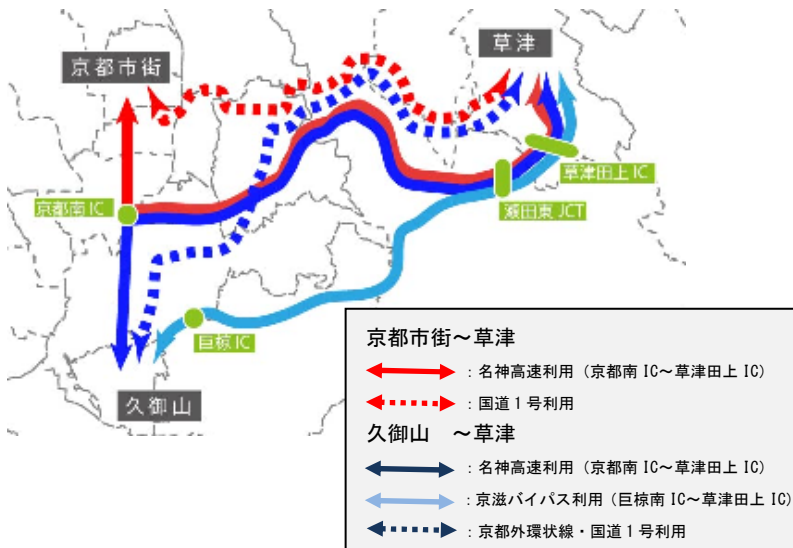 京都市街
草津
草津田上 IC
京都南 IC
瀬田東 JCT
巨椋 IC
久御山
京都市街～草津
：名神高速利用（京都南 IC～草津田上 IC）
：国道１号利用
久御山　～草津
：名神高速利用（京都南 IC～草津田上 IC）
：京滋バイパス利用（巨椋南 IC～草津田上 IC）
：京都外環状線・国道１号利用